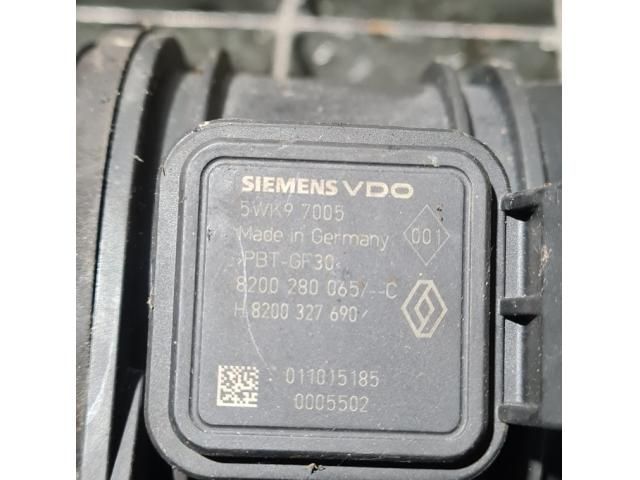 SIEMENS VDO
5WK9 7005
Made in Germany
001
>PBT-GF30<
8200 280 065/--C
H 8200 327 690/
011015185
0005502